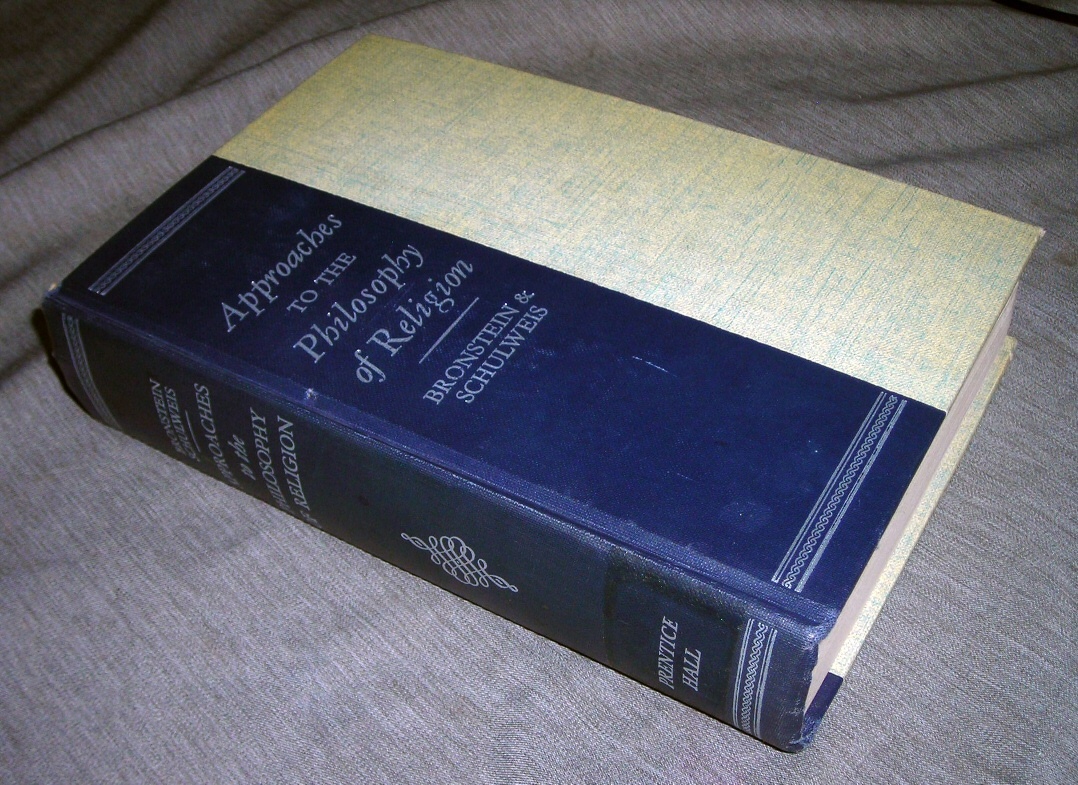 Approaches
TO THE
Philosophy
of Religion
BRONSTEIN &
SCHULWEIS
BRONSTEIN
SCHULWEIS
APPROACHES
to the
PHILOSOPHY
of RELIGION
PRENTICE
HALL